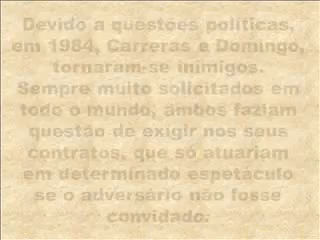 Devido a questões políticas,
em 1984, Carreras e Domingo,
tornaram-se inimigos.
Sempre muito solicitados em
todo o mundo, ambos faziam
questão de exigir nos seus
contratos, que só atuariam
em determinado espetáculo
se o adversário não fosse
convidado.